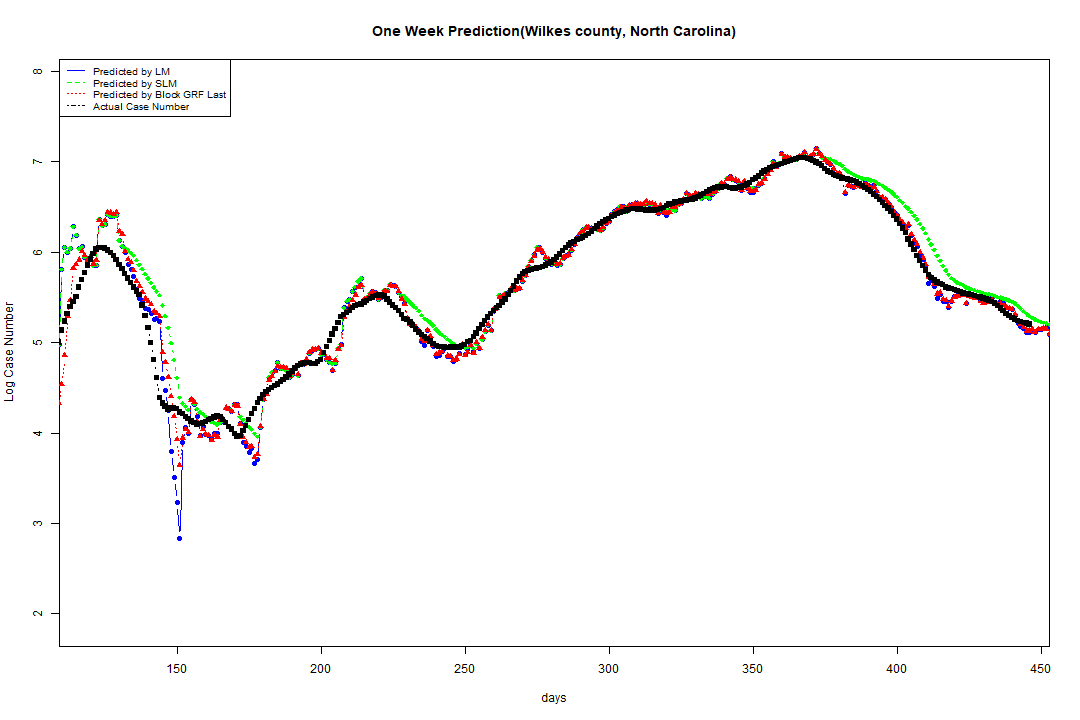 One Week Prediction(Wilkes county, North Carolina)
Predicted by LM
Predicted by SLM
Predicted by Block GRF Last
Actual Case Number
8
7
6
5
4
3
2
Log Case Number
150 200 250 300 350 400 450
days